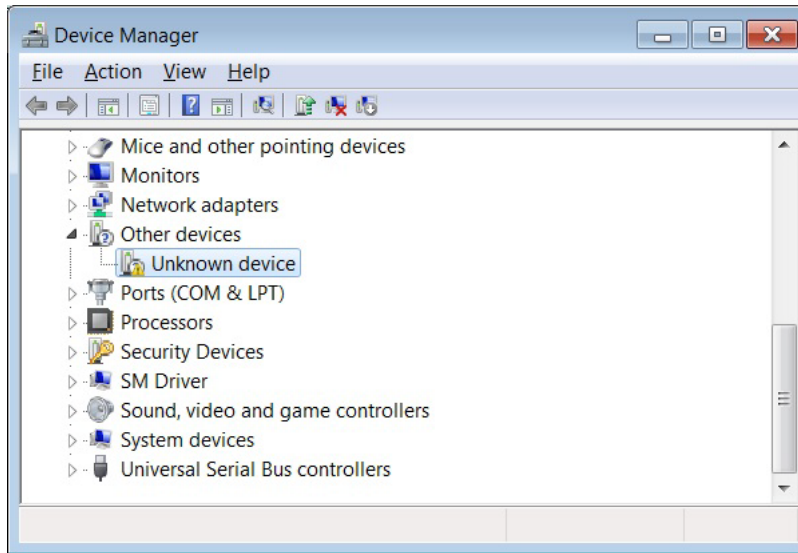 Device Manager
File Action View Help
Mice and other pointing devices
Monitors
Network adapters
Other devices
Unknown device
Ports (COM & LPT)
Processors
Security Devices
SM Driver
Sound, video and game controllers
System devices
Universal Serial Bus controllers